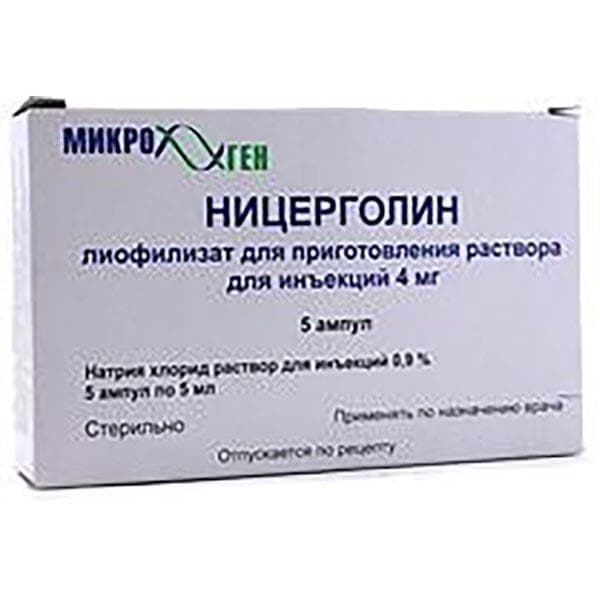 МИКРОГЕН
НИЦЕРГОЛИН
лиофилизат для приготовления раствора
для инъекций 4 мг
5 ампул
Натрия хлорид раствор для инъекций 0,9 %
5 ампул по 5 мл
Стерильно
Применять по назначению врача
Отпускается по рецепту